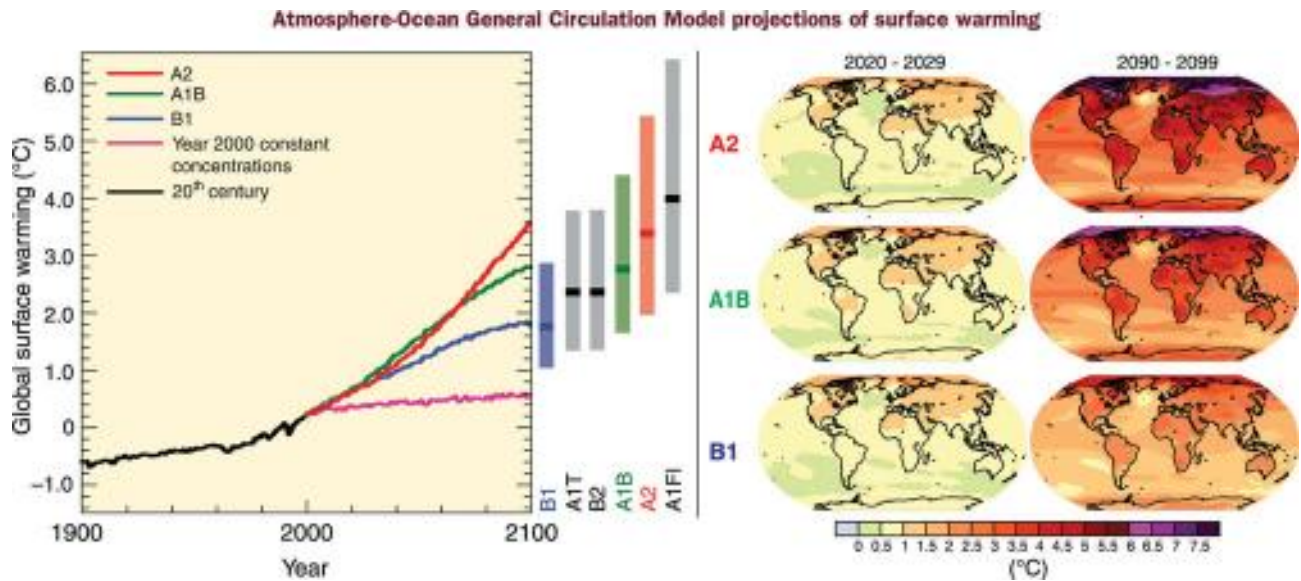 Atmosphere-Ocean General Circulation Model projections of surface warming
Global surface warming (°C)
6.0
5.0
4.0
3.0
2.0
1.0
0
–1.0
A2
A1B
B1
Year 2000 constant
concentrations
20th century
1900
2000
2100
Year
B1
A1T
B2
A1B
A2
A1FI
2020 - 2029
2090 - 2099
A2
A1B
B1
0 0.5 1 1.5 2 2.5 3 3.5 4 4.5 5 5.5 6 6.5 7 7.5
(°C)